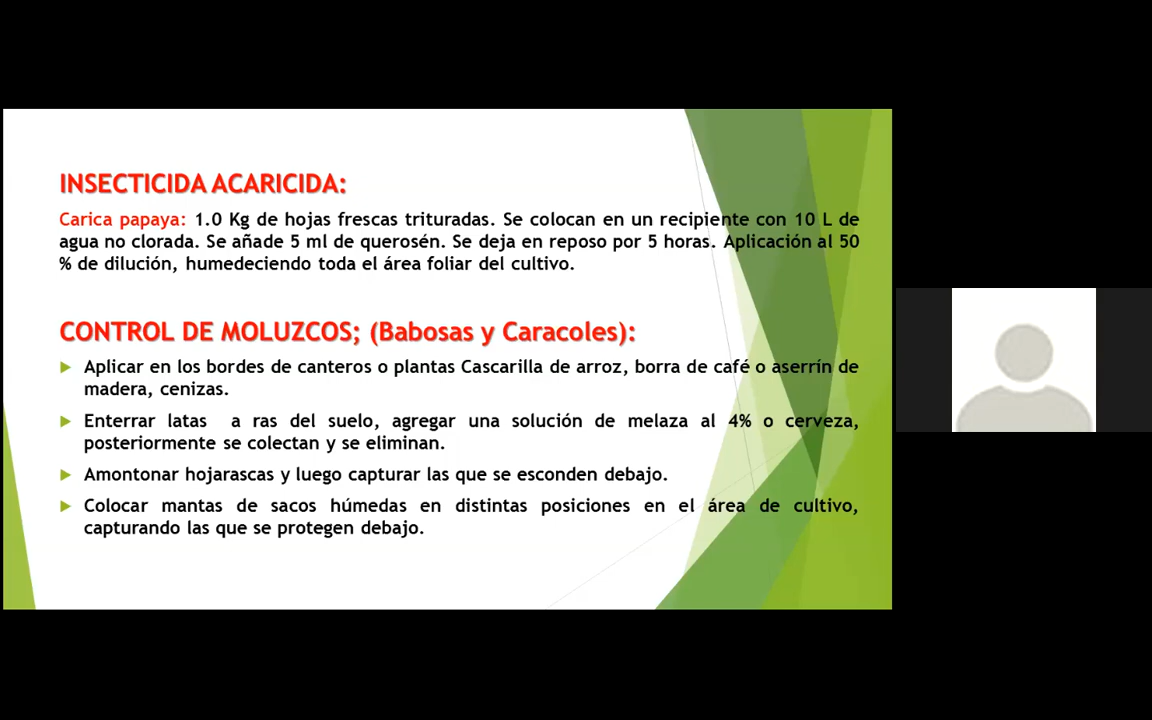 INSECTICIDA ACARICIDA:
Carica papaya: 1.0 Kg de hojas frescas trituradas. Se colocan en un recipiente con 10 L de
agua no clorada. Se añade 5 ml de querosén. Se deja en reposo por 5 horas. Aplicación al 50
% de dilución, humedeciendo toda el área foliar del cultivo.
CONTROL DE MOLUZCOS; (Babosas y Caracoles):
Aplicar en los bordes de canteros o plantas Cascarilla de arroz, borra de café o aserrín de
madera, cenizas.
Enterrar latas a ras del suelo, agregar una solución de melaza al 4% o cerveza,
posteriormente se colectan y se eliminan.
Amontonar hojarascas y luego capturar las que se esconden debajo.
Colocar mantas de sacos húmedas en distintas posiciones en el área de cultivo,
capturando las que se protegen debajo.